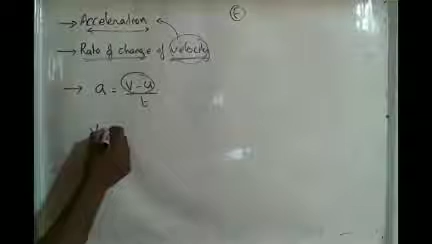 → Acceleration
E
→ Rate of change of velocity
→ a = v - u / t